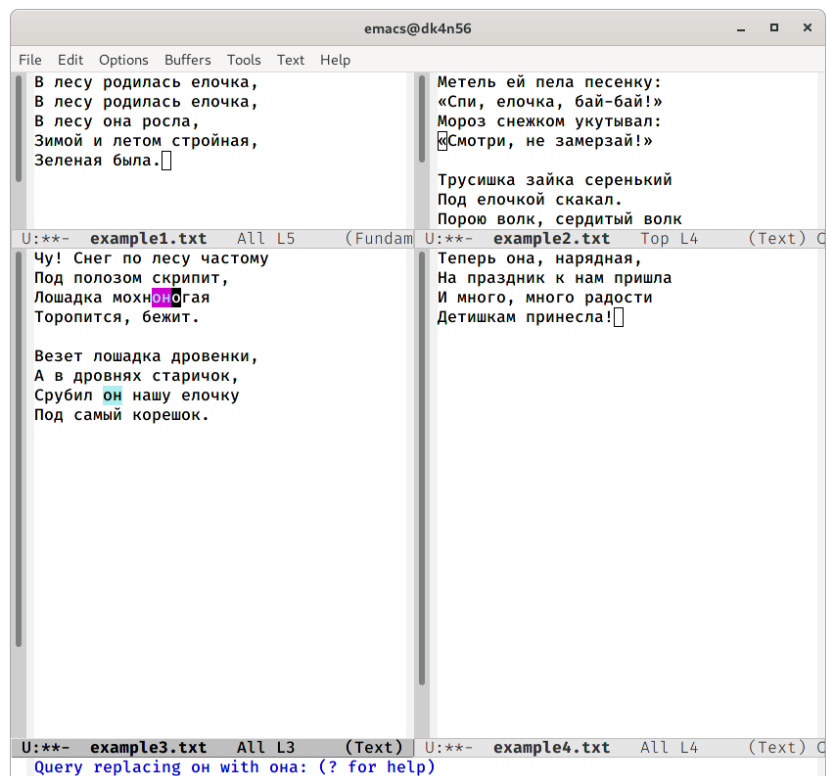 emacs@dk4n56
File Edit Options Buffers Tools Text Help
В лесу родилась елочка,
В лесу родилась елочка,
В лесу она росла,
Зимой и летом стройная,
Зеленая была.
U:**- example1.txt All L5 (Fundam
Метель ей пела песенку:
«Спи, елочка, бай-бай!»
Мороз снежком укутывал:
«Смотри, не замерзай!»
Трусишка зайка серенький
Под елочкой скакал.
Порою волк, сердитый волк
U:**- example2.txt Top L4 (Text) C
Чу! Снег по лесу частому
Под полозом скрипит,
Лошадка мохноногая
Торопится, бежит.
Везет лошадка дровенки,
А в дровнях старичок,
Срубил он нашу елочку
Под самый корешок.
U:**- example3.txt All L3 (Text)
Теперь она, нарядная,
На праздник к нам пришла
И много, много радости
Детишкам принесла!
U:**- example4.txt All L4 (Text) C
Query replacing он with она: (? for help)